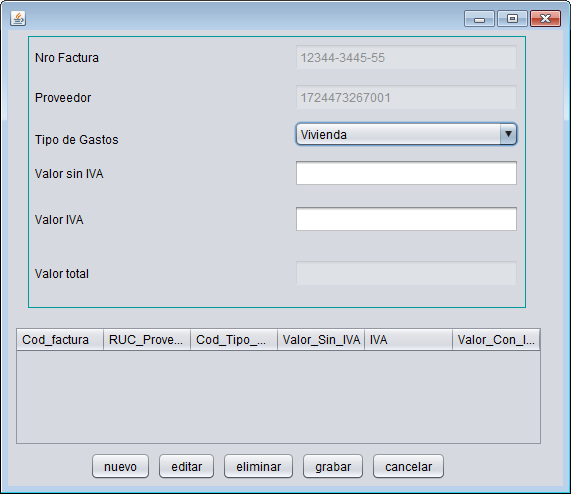 Nro Factura 12344-3445-55
Proveedor 1724473267001
Tipo de Gastos Vivienda
Valor sin IVA
Valor IVA
Valor total
Cod_factura RUC_Prove... Cod_Tipo_... Valor_Sin_IVA IVA Valor_Con_I...
nuevo editar eliminar grabar cancelar